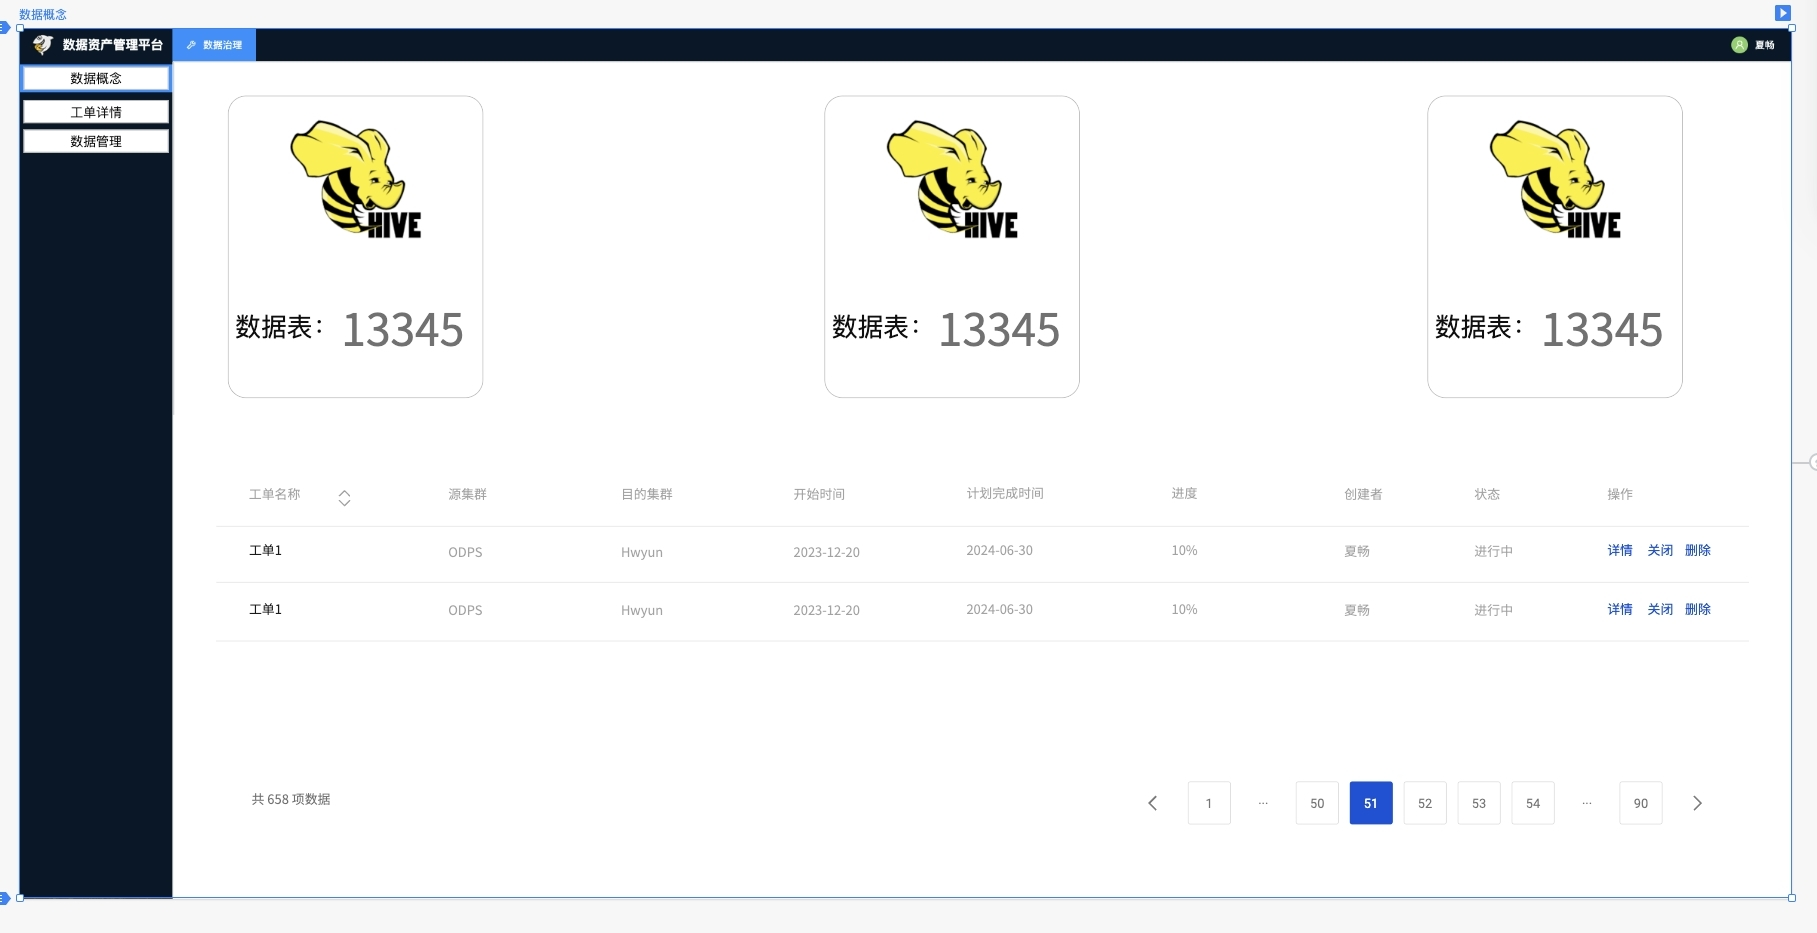 数据概念
数据资产管理平台
数据治理
夏畅
数据概念
工单详情
数据管理
HIVE
HIVE
HIVE
数据表：13345
数据表：13345
数据表：13345
工单名称 源集群 目的集群 开始时间 计划完成时间 进度 创建者 状态 操作
工单1 ODPS Hwyun 2023-12-20 2024-06-30 10% 夏畅 进行中 详情 关闭 删除
工单1 ODPS Hwyun 2023-12-20 2024-06-30 10% 夏畅 进行中 详情 关闭 删除
共 658 项数据
1 ... 50 51 52 53 54 ... 90